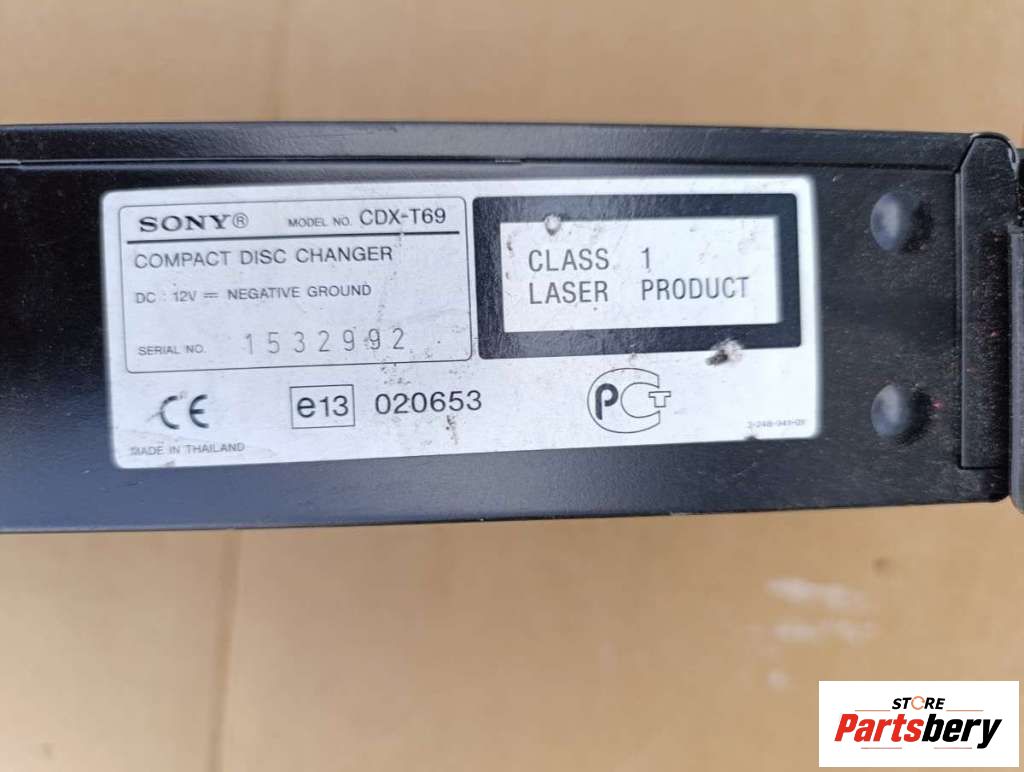 SONY® MODEL NO. CDX-T69
COMPACT DISC CHANGER
DC : 12V ⎓ NEGATIVE GROUND
SERIAL NO. 1532992
CLASS 1
LASER PRODUCT
CE e13 020653 PCT
MADE IN THAILAND
STORE
Partsbery